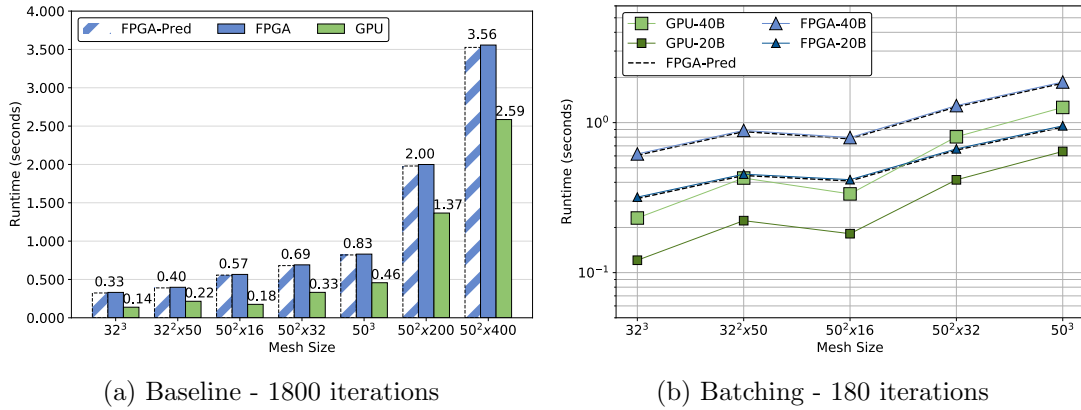 FPGA-Pred FPGA GPU
Runtime (seconds)
4.000
3.500
3.000
2.500
2.000
1.500
1.000
0.500
0.000
0.33 0.14
0.40 0.22
0.57 0.18
0.69 0.33
0.83 0.46
2.00 1.37
3.56 2.59
32³ 32²x50 50²x16 50²x32 50³ 50²x200 50²x400
Mesh Size
(a) Baseline - 1800 iterations
GPU-40B FPGA-40B
GPU-20B FPGA-20B
FPGA-Pred
Runtime (seconds)
10⁰
10⁻¹
32³ 32²x50 50²x16 50²x32 50³
Mesh Size
(b) Batching - 180 iterations